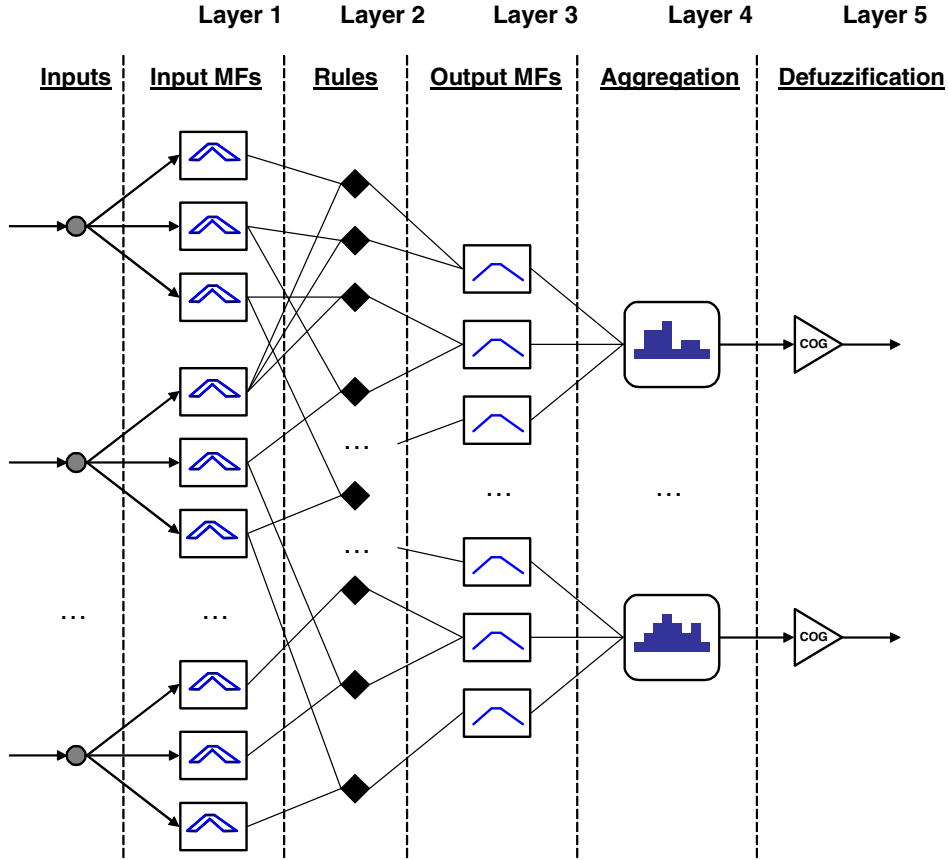 Layer 1 Layer 2 Layer 3 Layer 4 Layer 5
Inputs Input MFs Rules Output MFs Aggregation Defuzzification
COG
...
... ...
...
... ...
COG